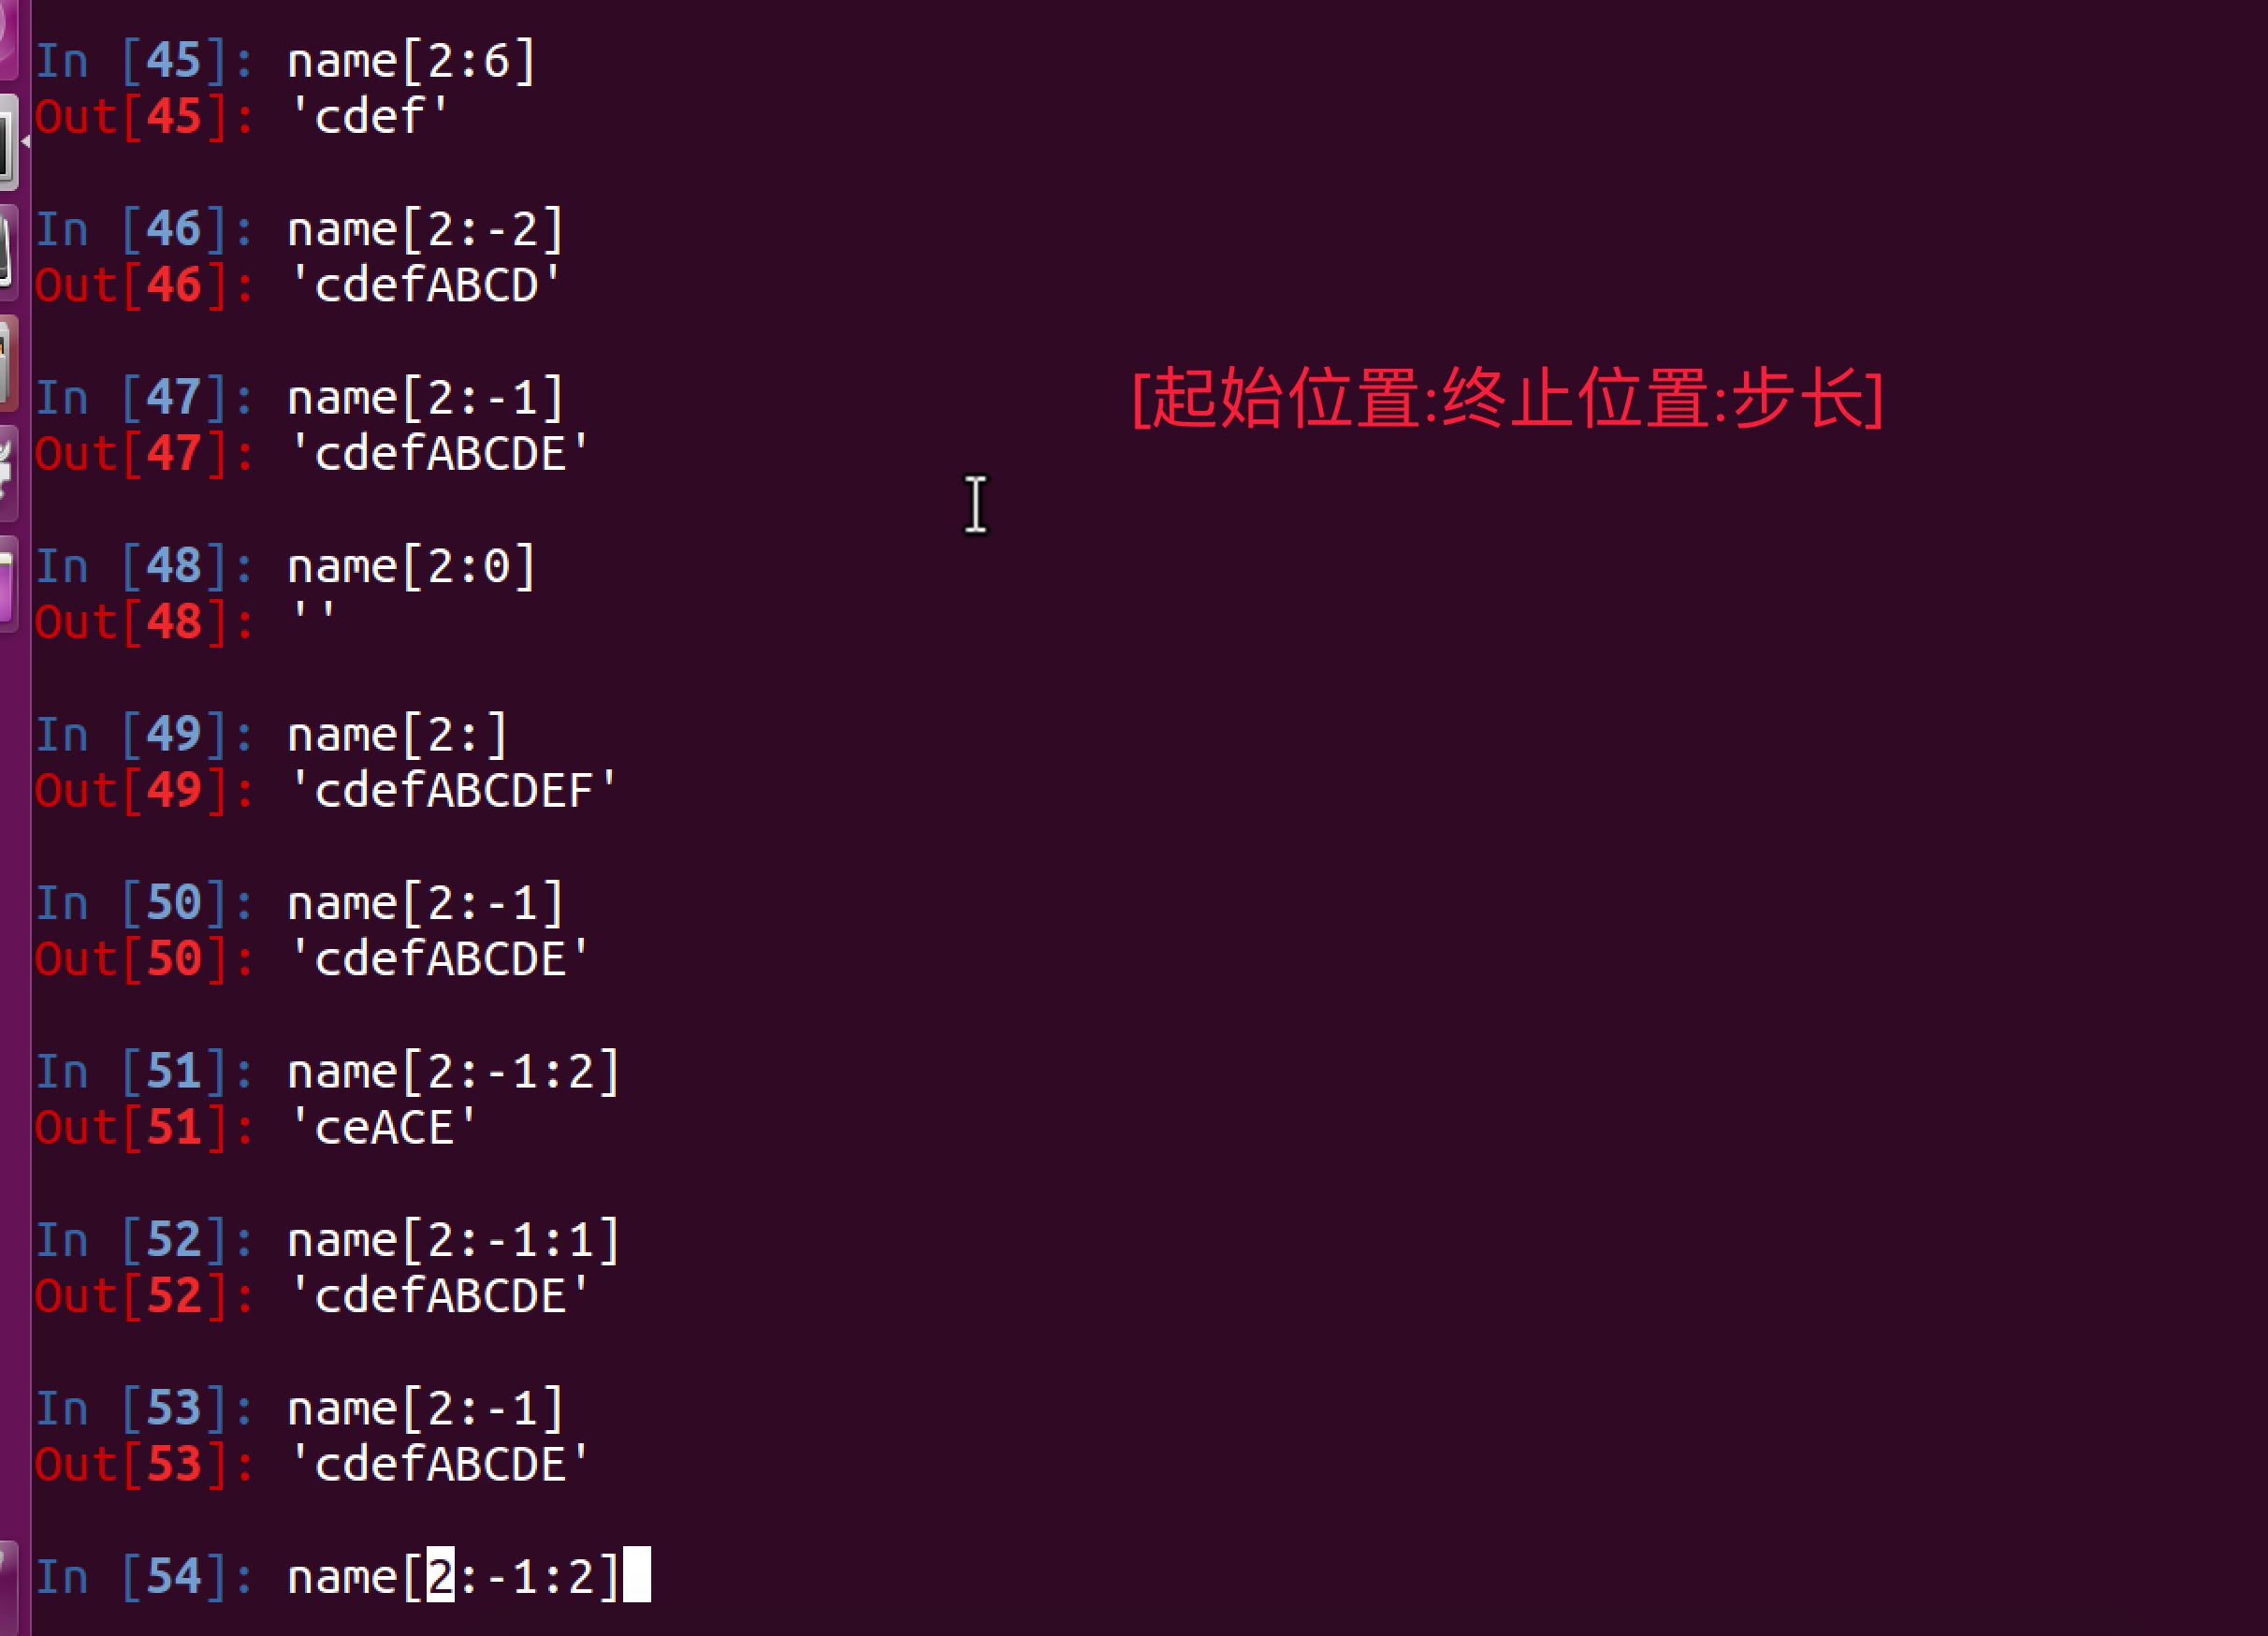 In [45]: name[2:6]
Out[45]: 'cdef'
In [46]: name[2:-2]
Out[46]: 'cdefABCD'
In [47]: name[2:-1]
[起始位置:终止位置:步长]
Out[47]: 'cdefABCDE'
In [48]: name[2:0]
Out[48]: ''
In [49]: name[2:]
Out[49]: 'cdefABCDEF'
In [50]: name[2:-1]
Out[50]: 'cdefABCDE'
In [51]: name[2:-1:2]
Out[51]: 'ceACE'
In [52]: name[2:-1:1]
Out[52]: 'cdefABCDE'
In [53]: name[2:-1]
Out[53]: 'cdefABCDE'
In [54]: name[2:-1:2]